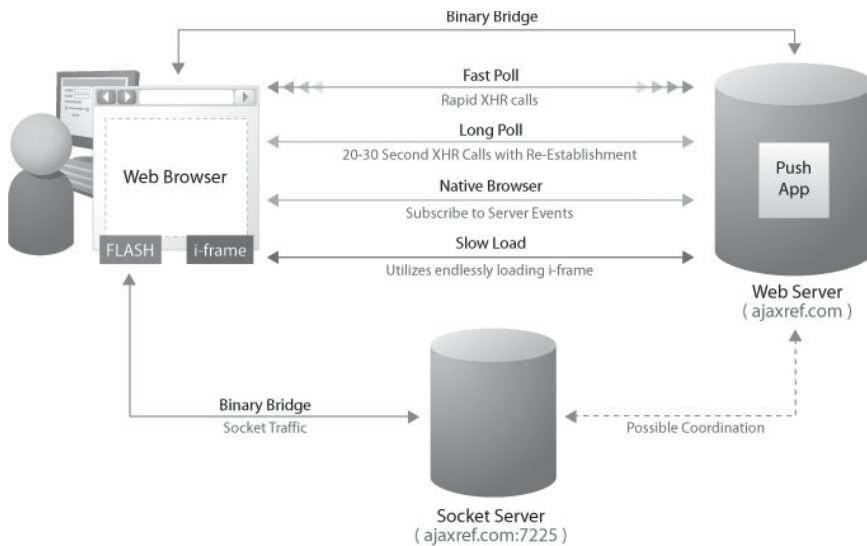 Binary Bridge
Fast Poll
Rapid XHR calls
Long Poll
20-30 Second XHR Calls with Re-Establishment
Web Browser
Native Browser
Subscribe to Server Events
Push
App
FLASH
i-frame
Slow Load
Utilizes endlessly loading i-frame
Web Server
( ajaxref.com )
Binary Bridge
Socket Traffic
Possible Coordination
Socket Server
( ajaxref.com:7225 )